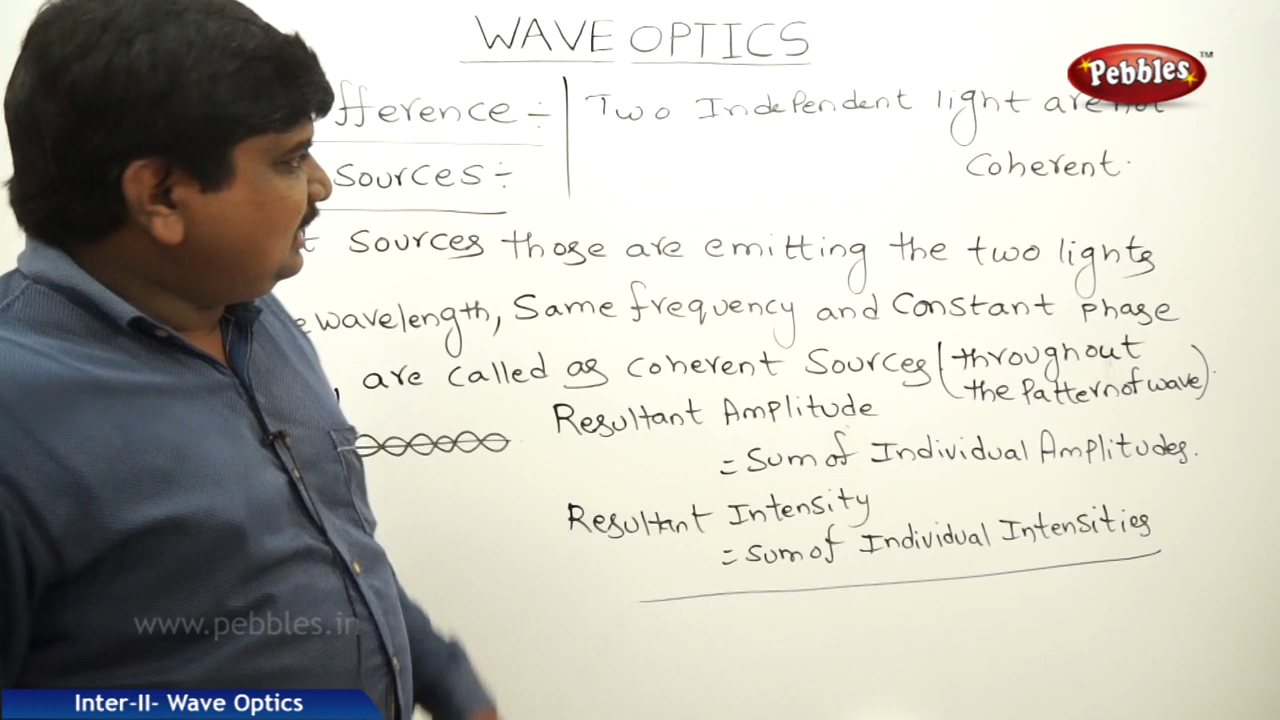 WAVE OPTICS
Pebbles™
fference :-
Two Independent light are not
Coherent.
Sources :-
t Sources those are emitting the two lights
e wavelength, Same frequency and Constant phase
, are called as coherent Sources (throughout
the Pattern of wave).
Resultant Amplitude
= Sum of Individual Amplitudes.
Resultant Intensity
= Sum of Individual Intensities
www.pebbles.in
Inter-II- Wave Optics